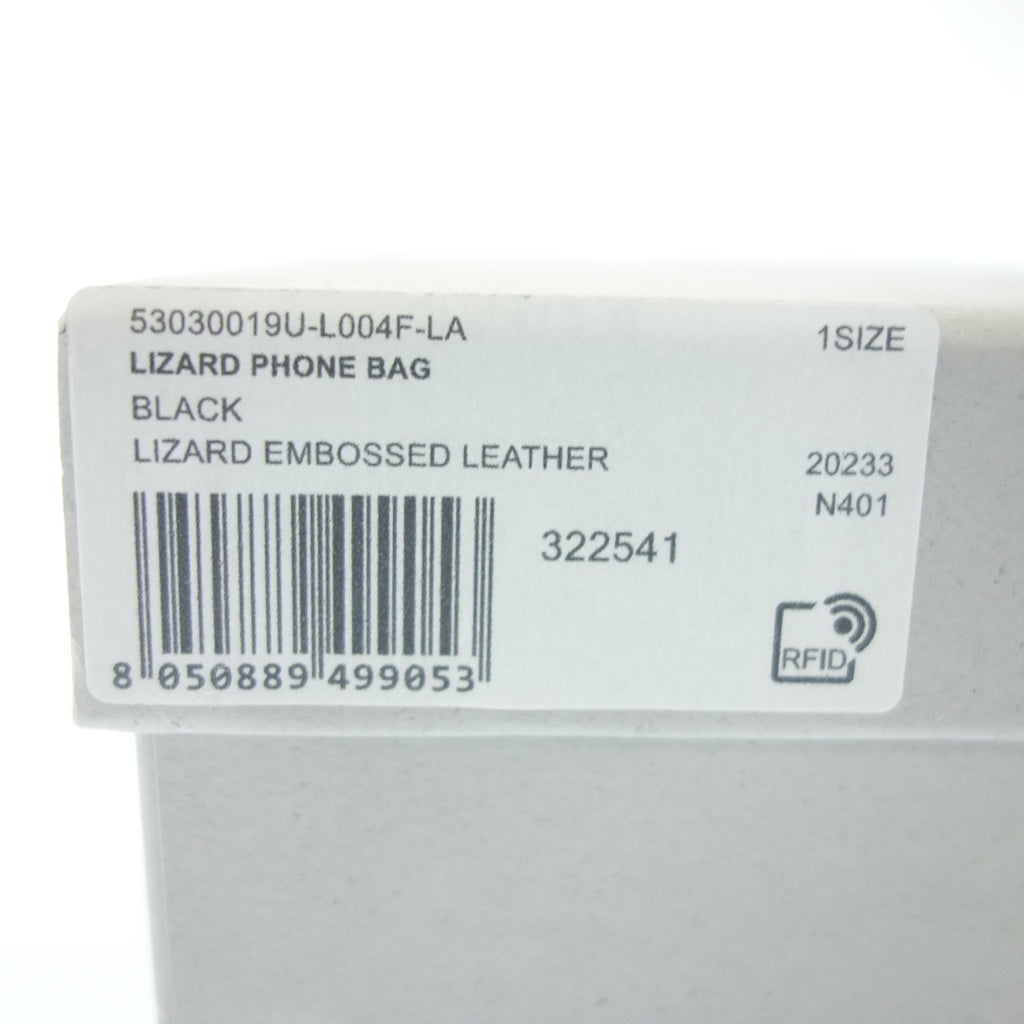 53030019U-L004F-LA
1SIZE
LIZARD PHONE BAG
BLACK
LIZARD EMBOSSED LEATHER
20233
N401
322541
8 050889 499053
RFID